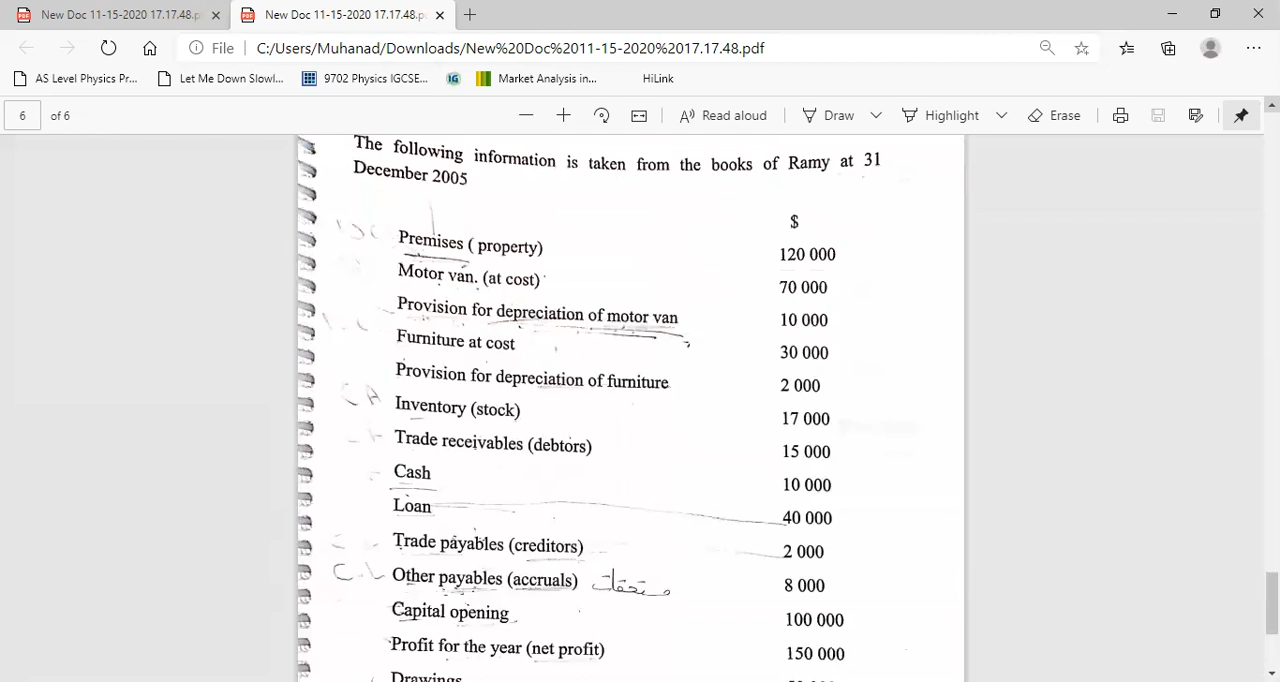 New Doc 11-15-2020 17.17.48.pdf
New Doc 11-15-2020 17.17.48.pdf
File C:/Users/Muhanad/Downloads/New%20Doc%2011-15-2020%2017.17.48.pdf
AS Level Physics Pr... Let Me Down Slowl... 9702 Physics IGCSE... IG Market Analysis in... HiLink
6 of 6 Read aloud Draw Highlight Erase
The following information is taken from the books of Ramy at 31
December 2005
$
Premises ( property) 120 000
Motor van. (at cost) 70 000
Provision for depreciation of motor van 10 000
Furniture at cost 30 000
Provision for depreciation of furniture 2 000
CA Inventory (stock) 17 000
Trade receivables (debtors) 15 000
Cash 10 000
Loan 40 000
Trade payables (creditors) 2 000
C.L Other payables (accruals) مستحقات 8 000
Capital opening 100 000
Profit for the year (net profit) 150 000
Drawings